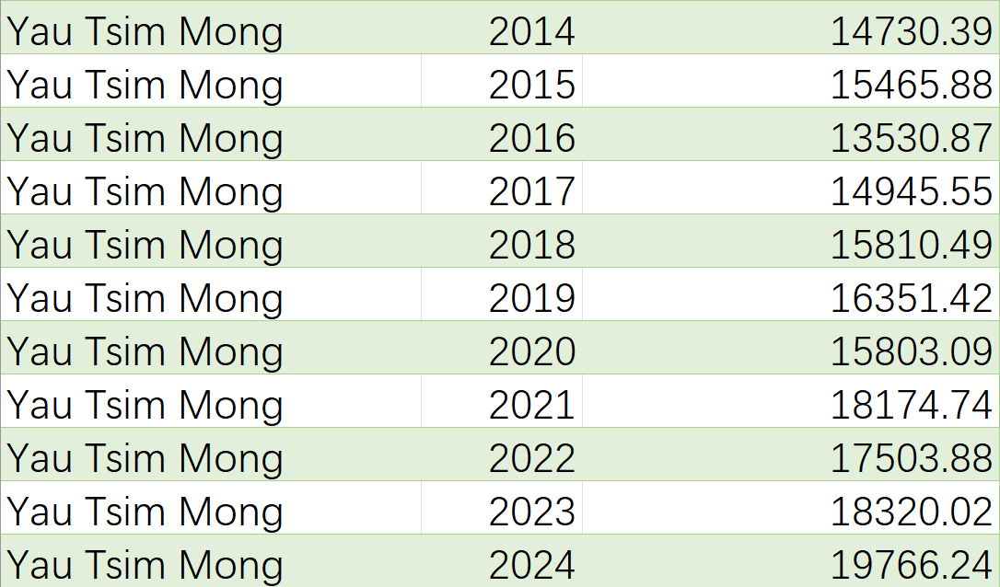 Yau Tsim Mong 2014 14730.39
Yau Tsim Mong 2015 15465.88
Yau Tsim Mong 2016 13530.87
Yau Tsim Mong 2017 14945.55
Yau Tsim Mong 2018 15810.49
Yau Tsim Mong 2019 16351.42
Yau Tsim Mong 2020 15803.09
Yau Tsim Mong 2021 18174.74
Yau Tsim Mong 2022 17503.88
Yau Tsim Mong 2023 18320.02
Yau Tsim Mong 2024 19766.24